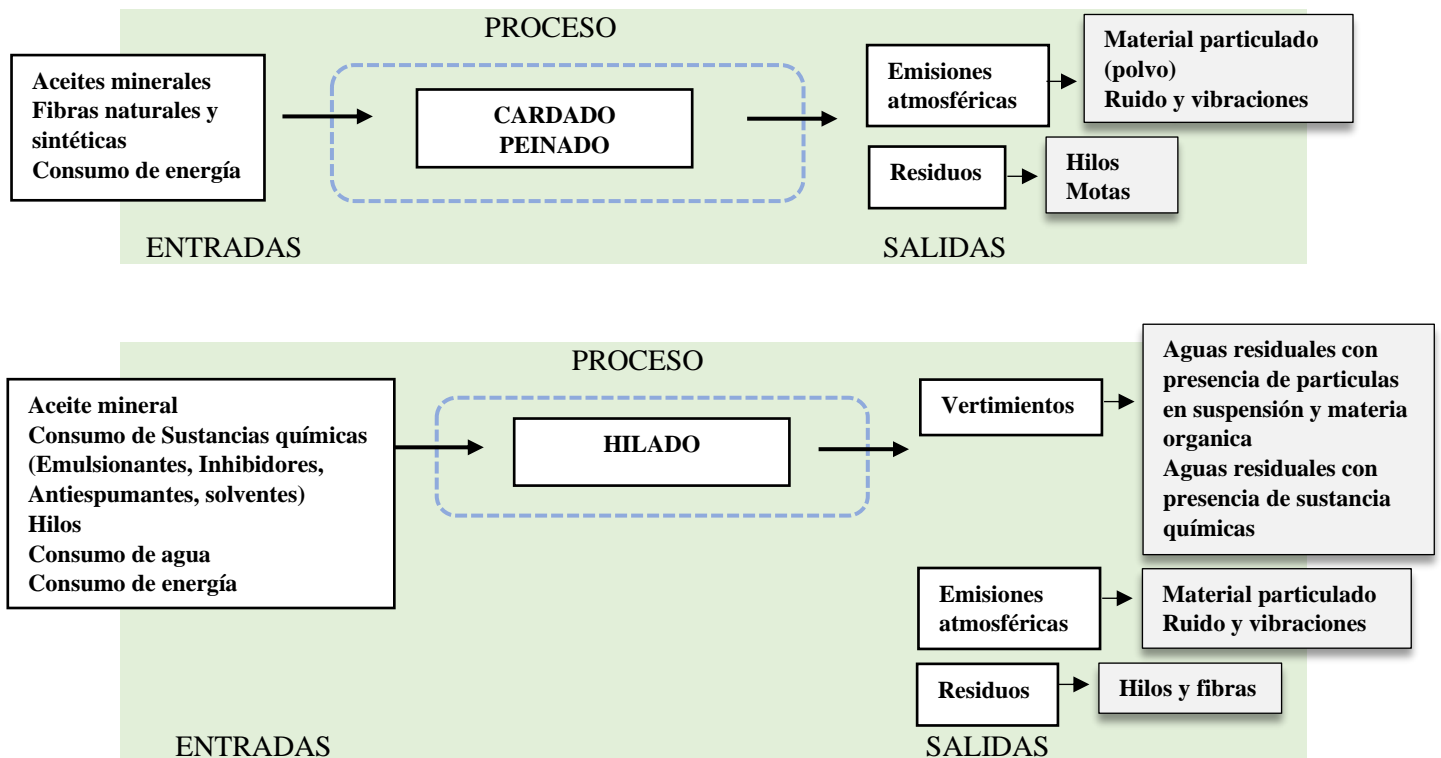 PROCESO
Aceites minerales
Fibras naturales y
sintéticas
Consumo de energía
CARDADO
PEINADO
Emisiones
atmosféricas
Material particulado
(polvo)
Ruido y vibraciones
Residuos
Hilos
Motas
ENTRADAS
SALIDAS
PROCESO
Aceite mineral
Consumo de Sustancias químicas
(Emulsionantes, Inhibidores,
Antiespumantes, solventes)
Hilos
Consumo de agua
Consumo de energía
HILADO
Vertimientos
Aguas residuales con
presencia de particulas
en suspensión y materia
organica
Aguas residuales con
presencia de sustancia
químicas
Emisiones
atmosféricas
Material particulado
Ruido y vibraciones
Residuos
Hilos y fibras
ENTRADAS
SALIDAS